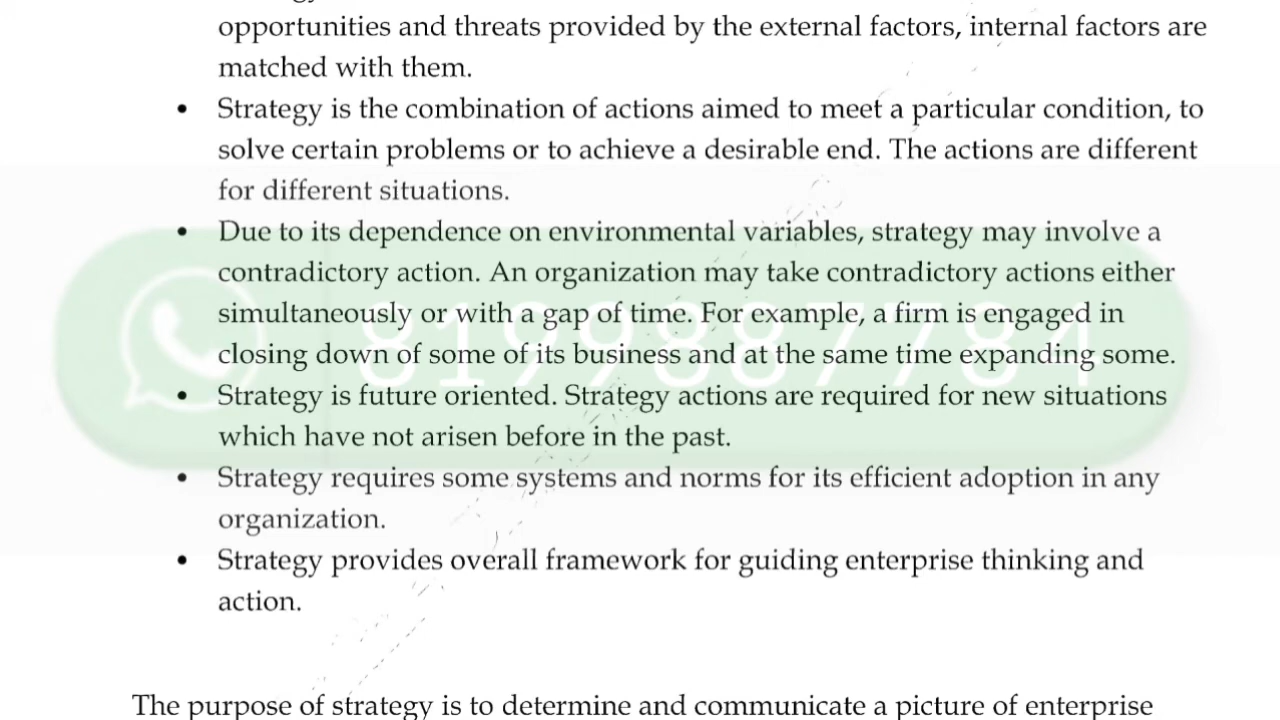 opportunities and threats provided by the external factors, internal factors are
matched with them.
• Strategy is the combination of actions aimed to meet a particular condition, to
solve certain problems or to achieve a desirable end. The actions are different
for different situations.
• Due to its dependence on environmental variables, strategy may involve a
contradictory action. An organization may take contradictory actions either
simultaneously or with a gap of time. For example, a firm is engaged in
closing down of some of its business and at the same time expanding some.
8199887784
• Strategy is future oriented. Strategy actions are required for new situations
which have not arisen before in the past.
• Strategy requires some systems and norms for its efficient adoption in any
organization.
• Strategy provides overall framework for guiding enterprise thinking and
action.
The purpose of strategy is to determine and communicate a picture of enterprise